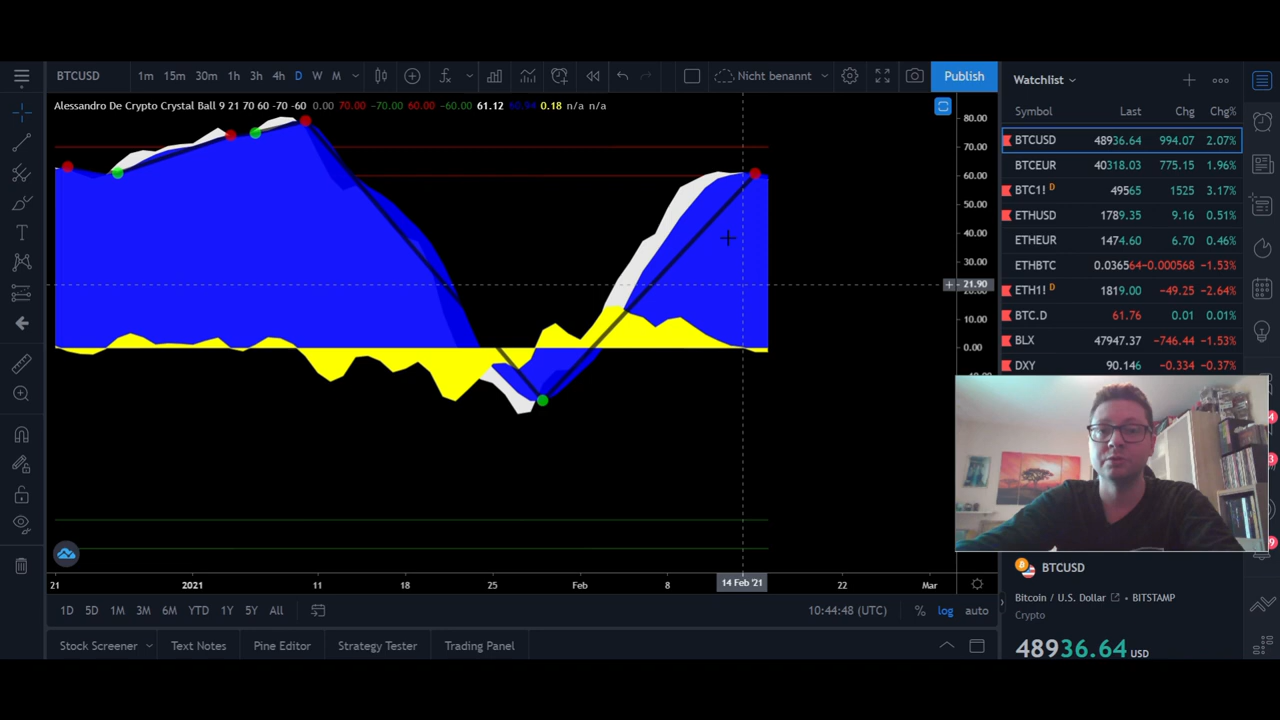 BTCUSD 1m 15m 30m 1h 3h 4h D W M Nicht benannt Publish
Alessandro De Crypto Crystal Ball 9 21 70 60 -70 -60 0.00 70.00 -70.00 60.00 -60.00 61.12 60.94 0.18 n/a n/a
80.00
70.00
60.00
50.00
40.00
30.00
21.90
10.00
0.00
21 2021 11 18 25 Feb 8 14 Feb '21 22 Mar
1D 5D 1M 3M 6M YTD 1Y 5Y All 10:44:48 (UTC) % log auto
Stock Screener Text Notes Pine Editor Strategy Tester Trading Panel
Watchlist
Symbol Last Chg Chg%
BTCUSD 48936.64 994.07 2.07%
BTCEUR 40318.03 775.15 1.96%
BTC1! D 49565 1525 3.17%
ETHUSD 1789.35 9.16 0.51%
ETHEUR 1474.60 6.70 0.46%
ETHBTC 0.036564 -0.000568 -1.53%
ETH1! D 1819.00 -49.25 -2.64%
BTC.D 61.76 0.01 0.01%
BLX 47947.37 -746.44 -1.53%
DXY 90.146 -0.334 -0.37%
BTCUSD
Bitcoin / U.S. Dollar • BITSTAMP
Crypto
48936.64 USD